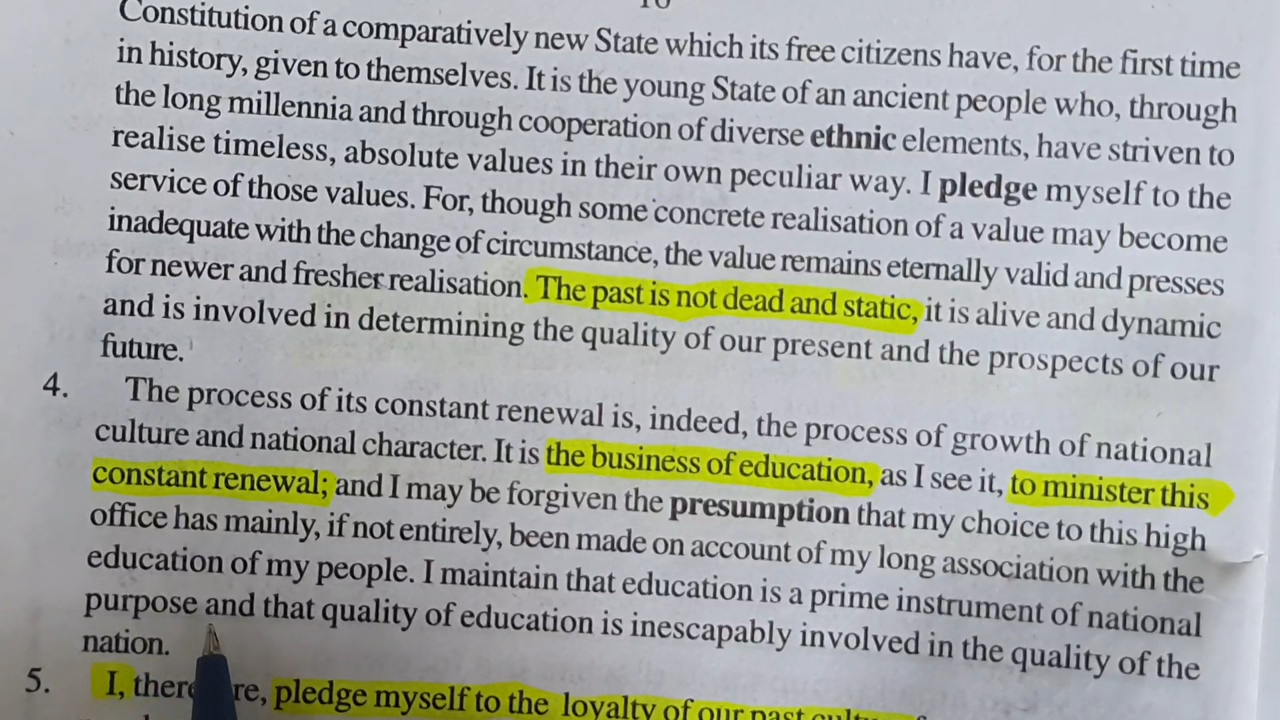 Constitution of a comparatively new State which its free citizens have, for the first time
in history, given to themselves. It is the young State of an ancient people who, through
the long millennia and through cooperation of diverse ethnic elements, have striven to
realise timeless, absolute values in their own peculiar way. I pledge myself to the
service of those values. For, though some concrete realisation of a value may become
inadequate with the change of circumstance, the value remains eternally valid and presses
for newer and fresher realisation. The past is not dead and static, it is alive and dynamic
and is involved in determining the quality of our present and the prospects of our
future.
4. The process of its constant renewal is, indeed, the process of growth of national
culture and national character. It is the business of education, as I see it, to minister this
constant renewal; and I may be forgiven the presumption that my choice to this high
office has mainly, if not entirely, been made on account of my long association with the
education of my people. I maintain that education is a prime instrument of national
purpose and that quality of education is inescapably involved in the quality of the
nation.
5. I, pledge myself to the loyalty of our past